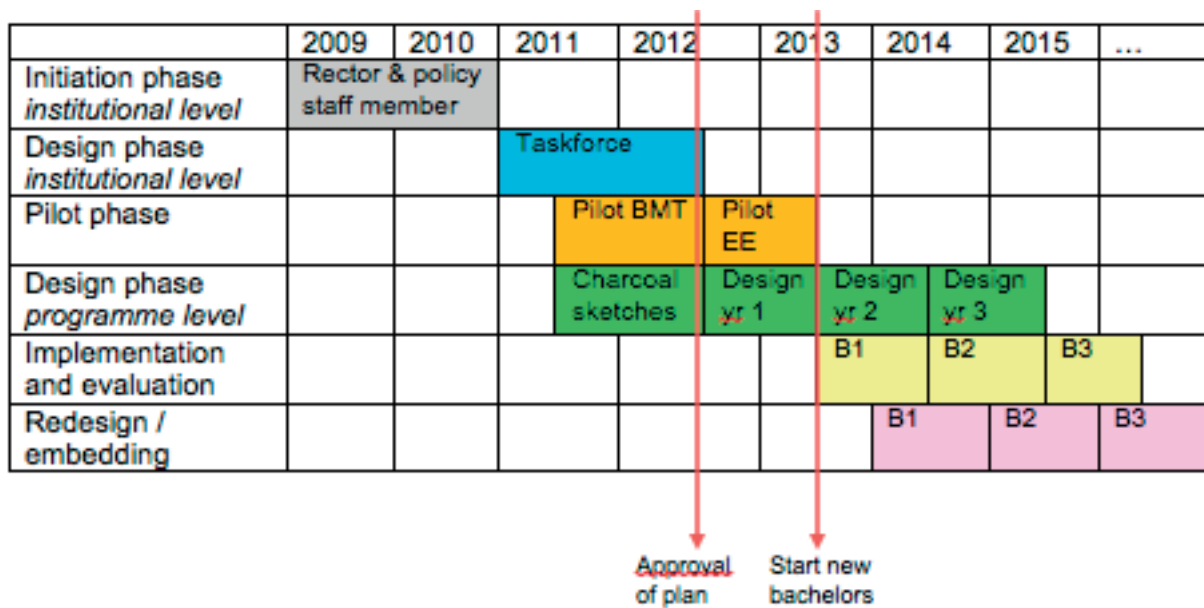 2009 2010 2011 2012 2013 2014 2015 ...
Initiation phase
institutional level
Rector & policy
staff member
Design phase
institutional level
Taskforce
Pilot phase
Pilot BMT
Pilot
EE
Design phase
programme level
Charcoal
sketches
Design
yr 1
Design
yr 2
Design
yr 3
Implementation
and evaluation
B1 B2 B3
Redesign /
embedding
B1 B2 B3
Approval
of plan
Start new
bachelors